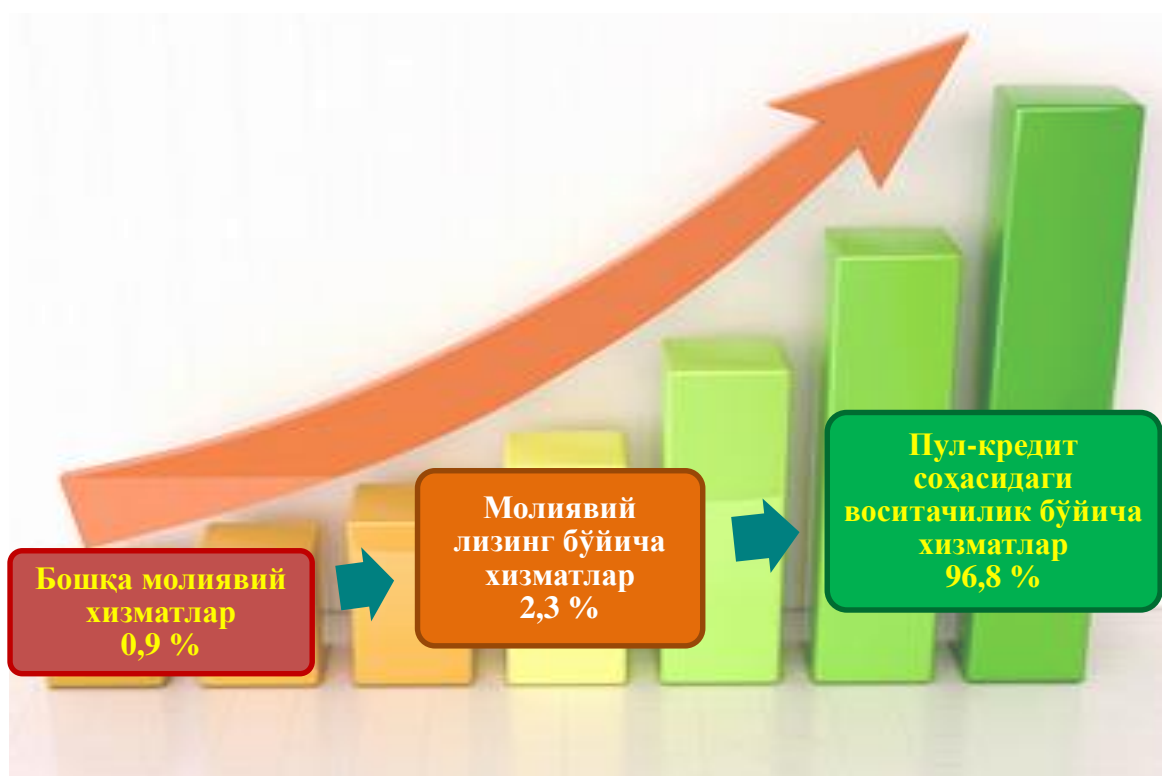 Бошқа молиявий
хизматлар
0,9 %
Молиявий
лизинг бўйича
хизматлар
2,3 %
Пул-кредит
соҳасидаги
воситачилик бўйича
хизматлар
96,8 %